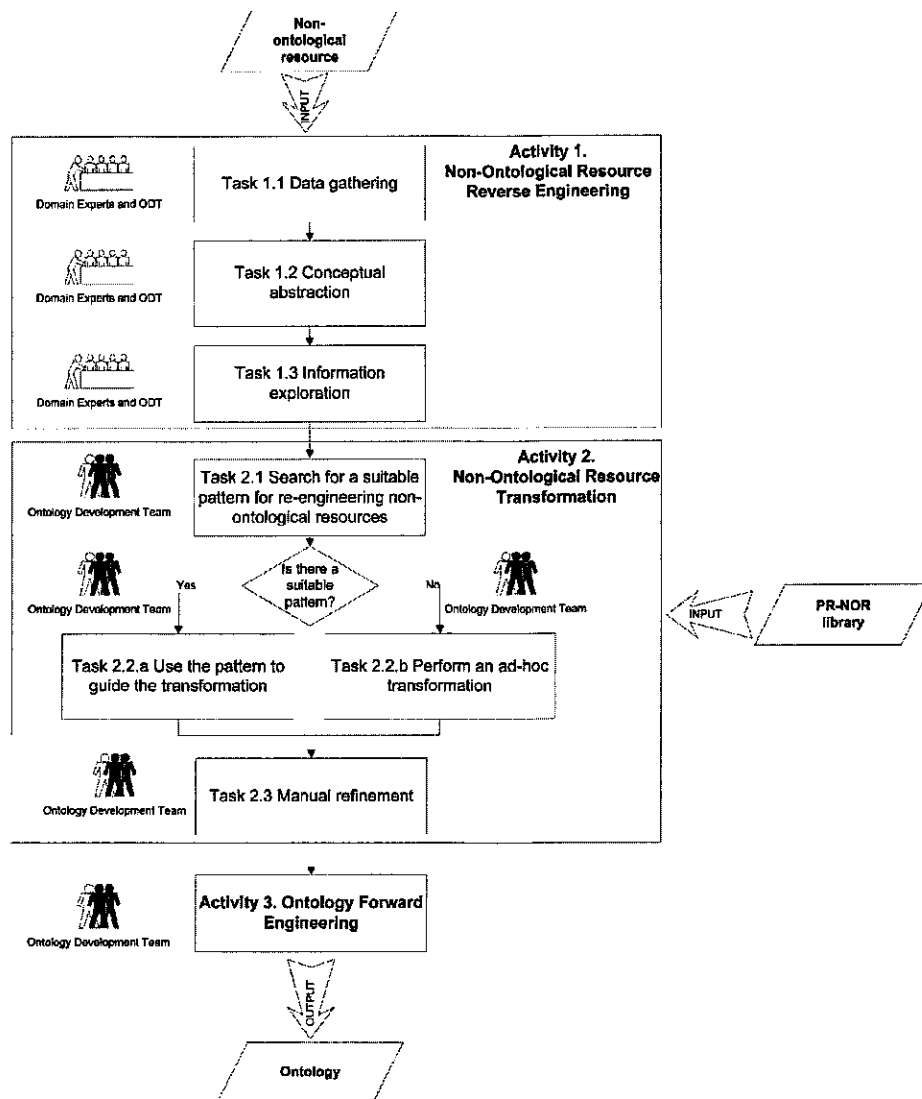 Non-
ontological
resource
INPUT
Activity 1.
Non-Ontological Resource
Reverse Engineering
Task 1.1 Data gathering
Domain Experts and ODT
Task 1.2 Conceptual
abstraction
Domain Experts and ODT
Task 1.3 Information
exploration
Domain Experts and ODT
Activity 2.
Non-Ontological Resource
Transformation
Task 2.1 Search for a suitable
pattern for re-engineering non-
ontological resources
Ontology Development Team
Is there a
suitable
pattern?
Yes
No
Ontology Development Team
Ontology Development Team
INPUT
PR-NOR
library
Task 2.2.a Use the pattern to
guide the transformation
Task 2.2.b Perform an ad-hoc
transformation
Task 2.3 Manual refinement
Ontology Development Team
Activity 3. Ontology Forward
Engineering
Ontology Development Team
OUTPUT
Ontology